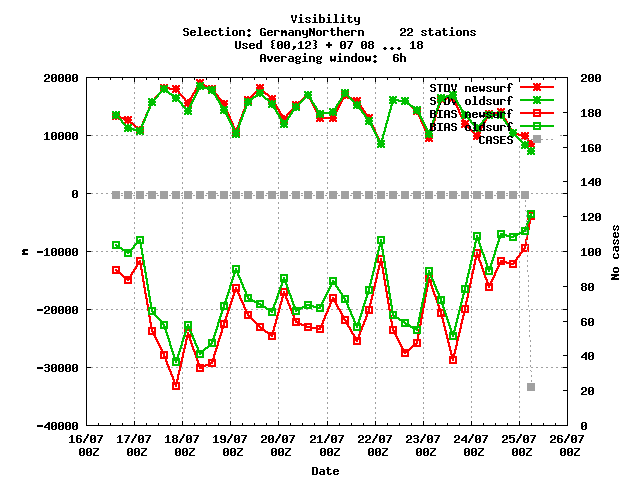 Visibility
Selection: GermanyNorthern     22 stations
Used {00,12} + 07 08 ... 18
Averaging window:  6h
20000
10000
0
-10000
-20000
-30000
-40000
m
200
180
160
140
120
100
80
60
40
20
0
No cases
STDV newsurf
STDV oldsurf
BIAS newsurf
BIAS oldsurf
CASES
16/07 17/07 18/07 19/07 20/07 21/07 22/07 23/07 24/07 25/07 26/07
00Z 00Z 00Z 00Z 00Z 00Z 00Z 00Z 00Z 00Z 00Z
Date